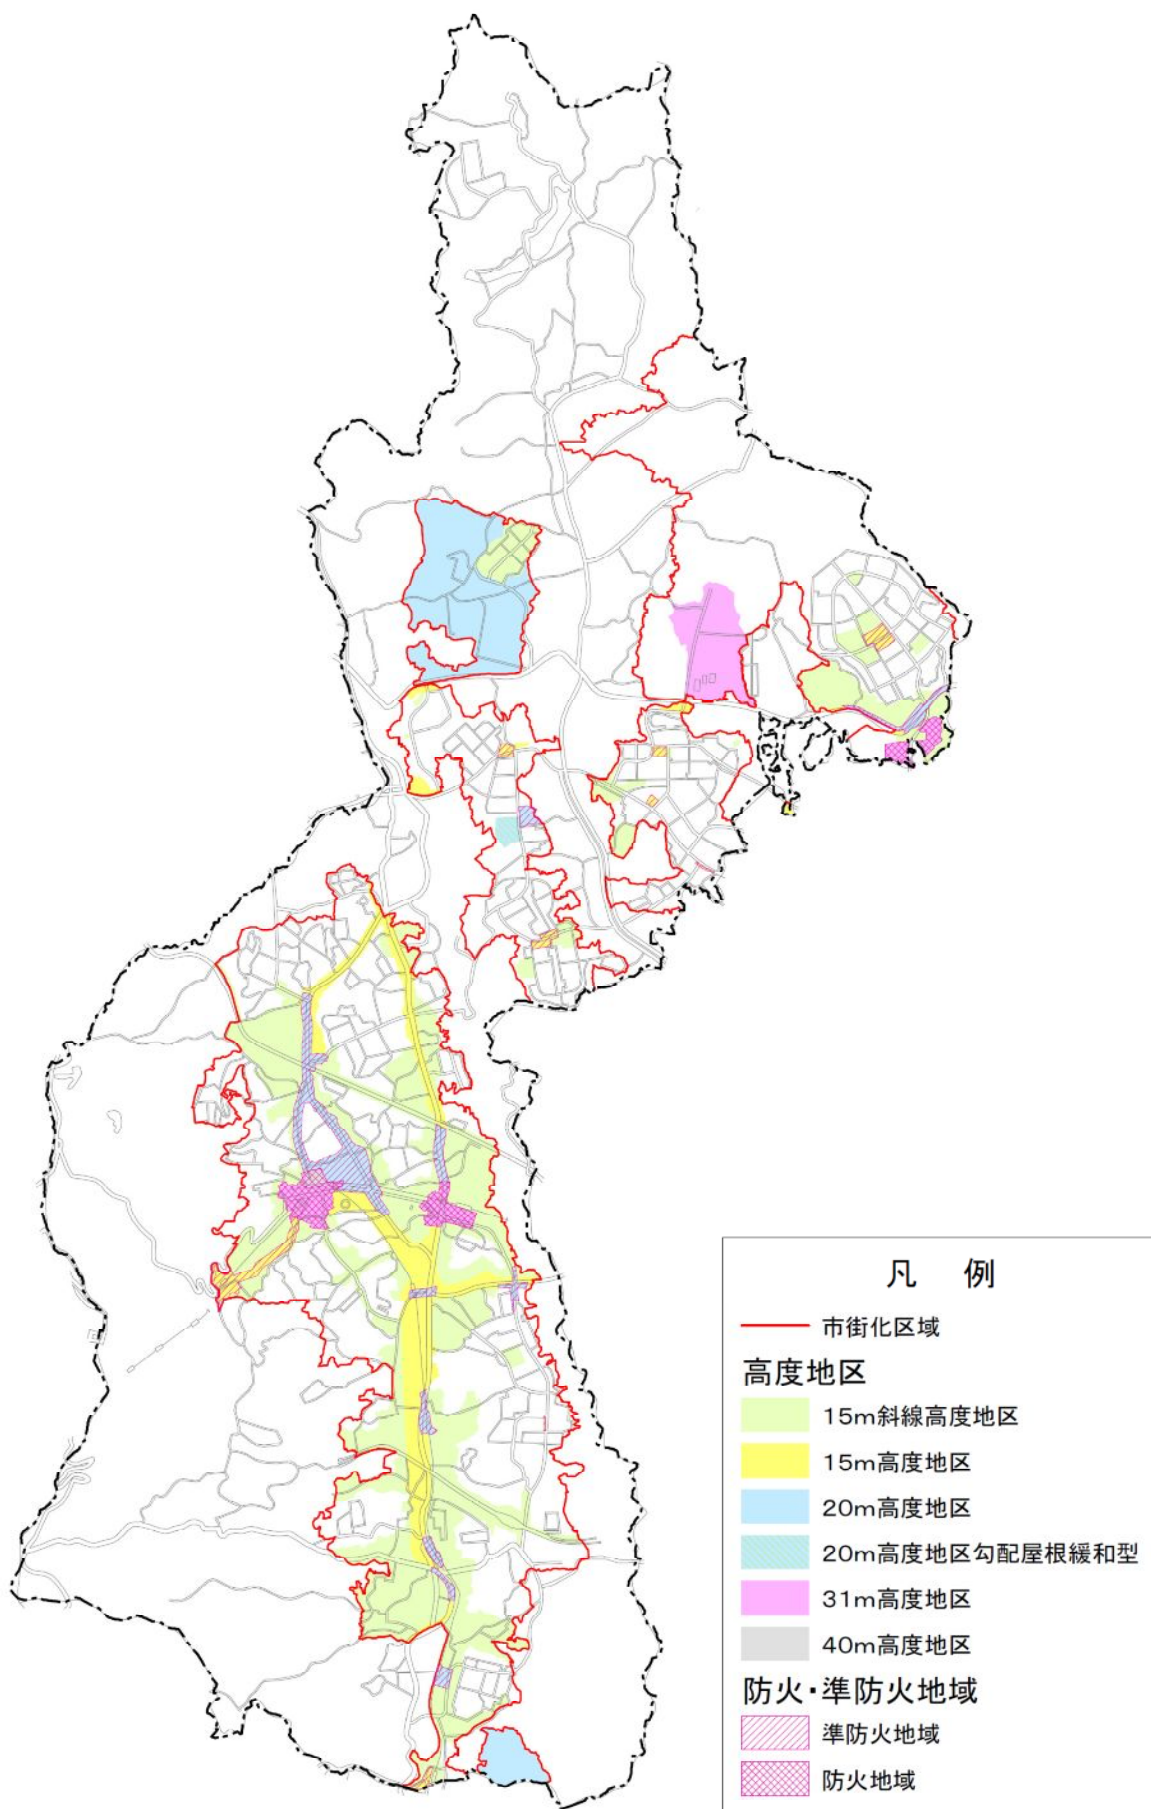 凡 例
市街化区域
高度地区
15m斜線高度地区
15m高度地区
20m高度地区
20m高度地区勾配屋根緩和型
31m高度地区
40m高度地区
防火・準防火地域
準防火地域
防火地域